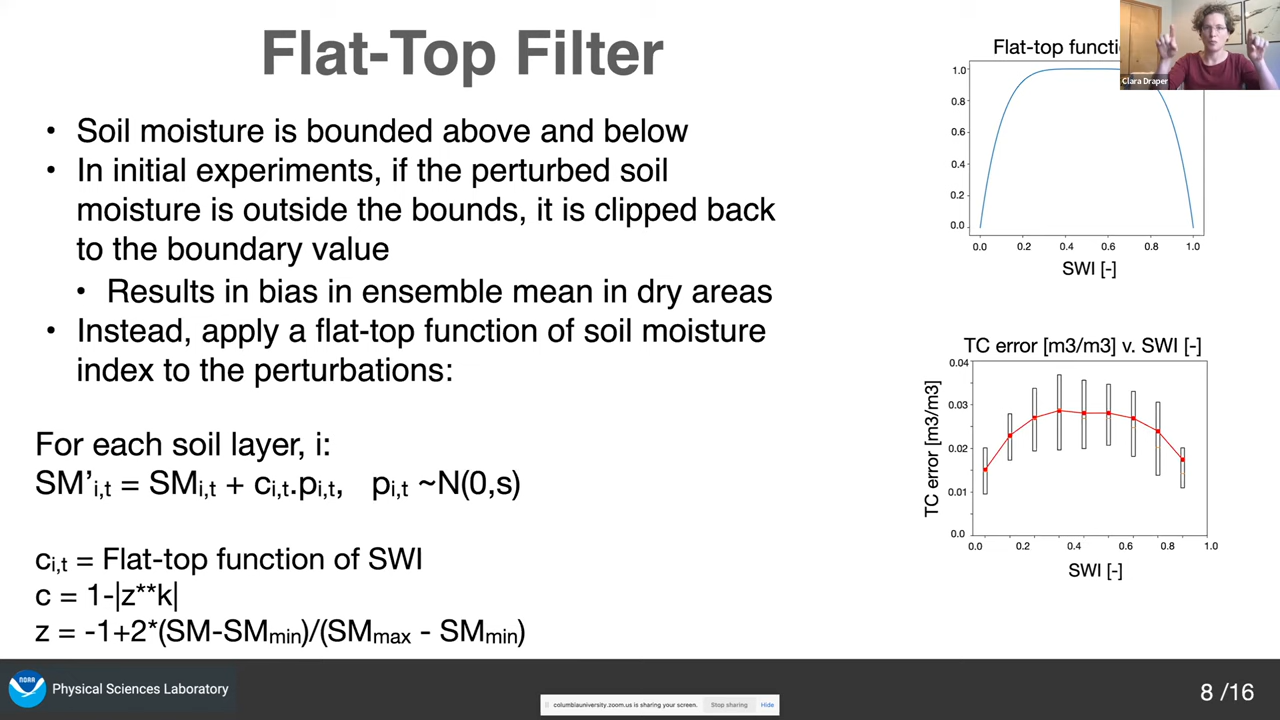 Flat-Top Filter
• Soil moisture is bounded above and below
• In initial experiments, if the perturbed soil
moisture is outside the bounds, it is clipped back
to the boundary value
• Results in bias in ensemble mean in dry areas
• Instead, apply a flat-top function of soil moisture
index to the perturbations:
For each soil layer, i:
SM’i,t = SMi,t + ci,t.pi,t, pi,t ~N(0,s)
ci,t = Flat-top function of SWI
c = 1-|z**k|
z = -1+2*(SM-SMmin)/(SMmax - SMmin)
Flat-top
Clara Draper
1.0
0.8
0.6
0.4
0.2
0.0
0.0 0.2 0.4 0.6 0.8 1.0
SWI [-]
TC error [m3/m3] v. SWI [-]
TC error [m3/m3]
0.04
0.03
0.02
0.01
0.0
0.0 0.2 0.4 0.6 0.8 1.0
SWI [-]
NOAA
Physical Sciences Laboratory
columbiauniversity.zoom.us is sharing your screen.
Stop sharing
Hide
8 /16